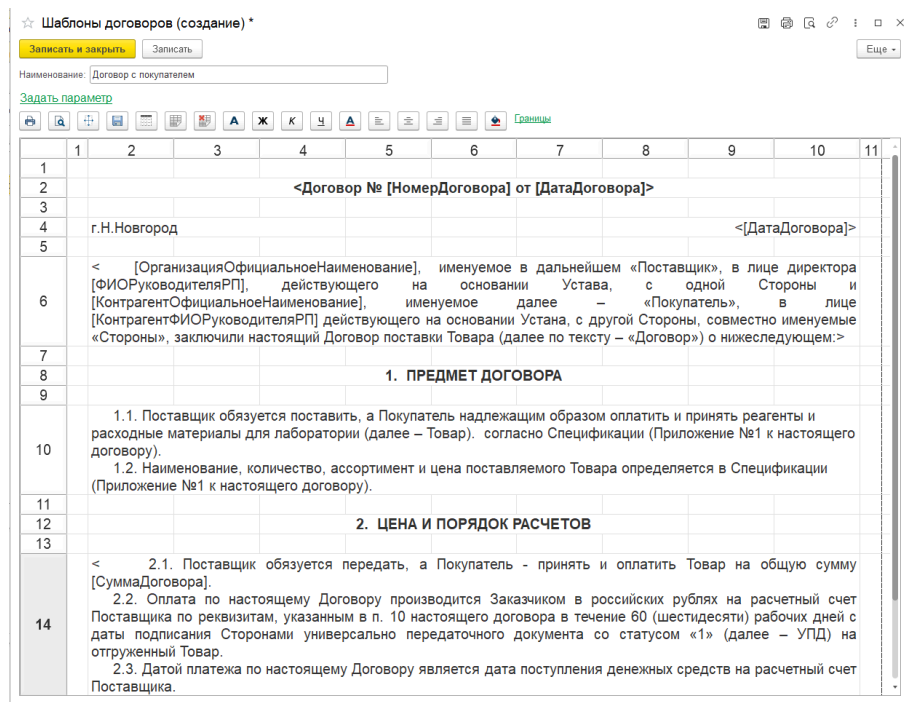 Шаблоны договоров (создание) *
Записать и закрыть Записать Еще
Наименование: Договор с покупателем
Задать параметр
А Ж К Ч А Границы
1 2 3 4 5 6 7 8 9 10 11
1
2 <Договор № [НомерДоговора] от [ДатаДоговора]>
3
4 г.Н.Новгород <[ДатаДоговора]>
5
< [ОрганизацияОфициальноеНаименование], именуемое в дальнейшем «Поставщик», в лице директора
[ФИОРуководителяРП], действующего на основании Устава, с одной Стороны и
6 [КонтрагентОфициальноеНаименование], именуемое далее – «Покупатель», в лице
[КонтрагентФИОРуководителяРП] действующего на основании Устана, с другой Стороны, совместно именуемые
«Стороны», заключили настоящий Договор поставки Товара (далее по тексту – «Договор») о нижеследующем:>
7
8 1. ПРЕДМЕТ ДОГОВОРА
9
1.1. Поставщик обязуется поставить, а Покупатель надлежащим образом оплатить и принять реагенты и
расходные материалы для лаборатории (далее – Товар). согласно Спецификации (Приложение №1 к настоящего
10 договору).
1.2. Наименование, количество, ассортимент и цена поставляемого Товара определяется в Спецификации
(Приложение №1 к настоящего договору).
11
12 2. ЦЕНА И ПОРЯДОК РАСЧЕТОВ
13
< 2.1. Поставщик обязуется передать, а Покупатель - принять и оплатить Товар на общую сумму
[СуммаДоговора].
2.2. Оплата по настоящему Договору производится Заказчиком в российских рублях на расчетный счет
14 Поставщика по реквизитам, указанным в п. 10 настоящего договора в течение 60 (шестидесяти) рабочих дней с
даты подписания Сторонами универсально передаточного документа со статусом «1» (далее – УПД) на
отгруженный Товар.
2.3. Датой платежа по настоящему Договору является дата поступления денежных средств на расчетный счет
Поставщика.